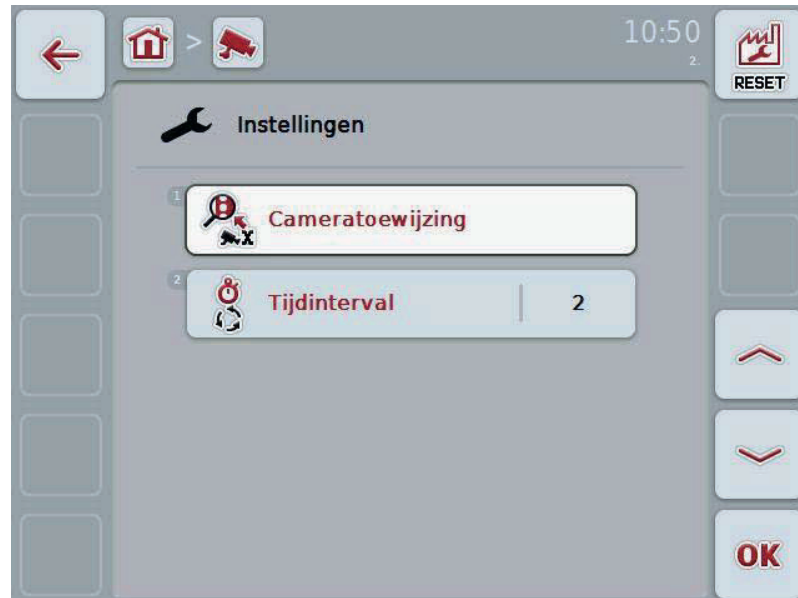 >
10:50
2.
RESET
Instellingen
1
Cameratoewijzing
x
2
Tijdinterval
2
OK